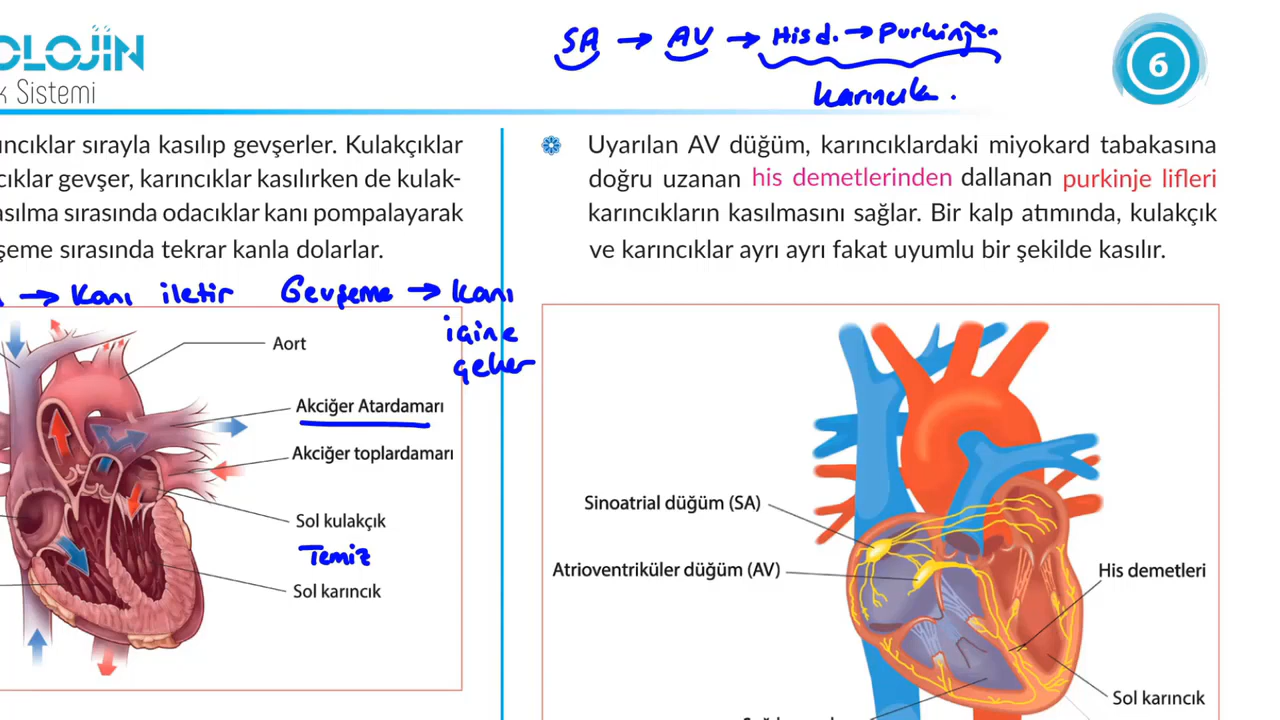 OLOJİN
k Sistemi
SA → AV → His d. → Purkinjen
karıncık.
6
ıncıklar sırayla kasılıp gevşerler. Kulakçıklar
cıklar gevşer, karıncıklar kasılırken de kulak-
asılma sırasında odacıklar kanı pompalayarak
şeme sırasında tekrar kanla dolarlar.
→ Kanı iletir Gevşeme → Kanı
içine
çeker
Aort
Akciğer Atardamarı
Akciğer toplardamarı
Sol kulakçık
Temiz
Sol karıncık
Uyarılan AV düğüm, karıncıklardaki miyokard tabakasına
doğru uzanan his demetlerinden dallanan purkinje lifleri
karıncıkların kasılmasını sağlar. Bir kalp atımında, kulakçık
ve karıncıklar ayrı ayrı fakat uyumlu bir şekilde kasılır.
Sinoatrial düğüm (SA)
Atrioventriküler düğüm (AV)
His demetleri
Sol karıncık